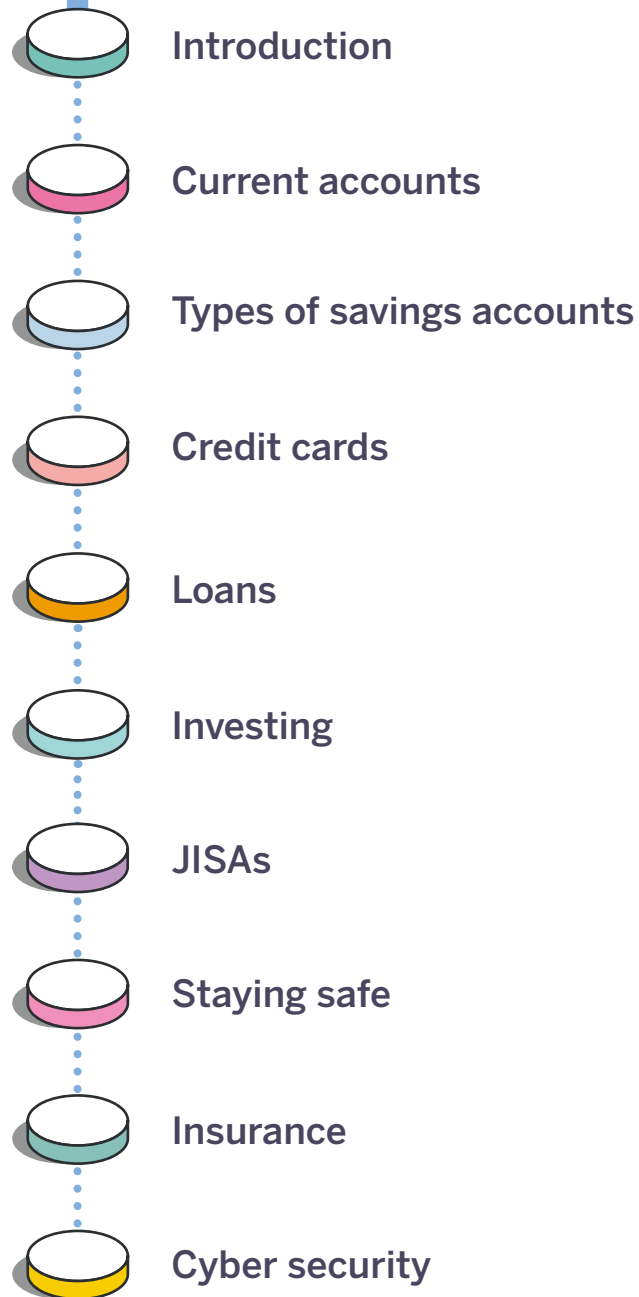 Introduction
Current accounts
Types of savings accounts
Credit cards
Loans
Investing
JISAs
Staying safe
Insurance
Cyber security